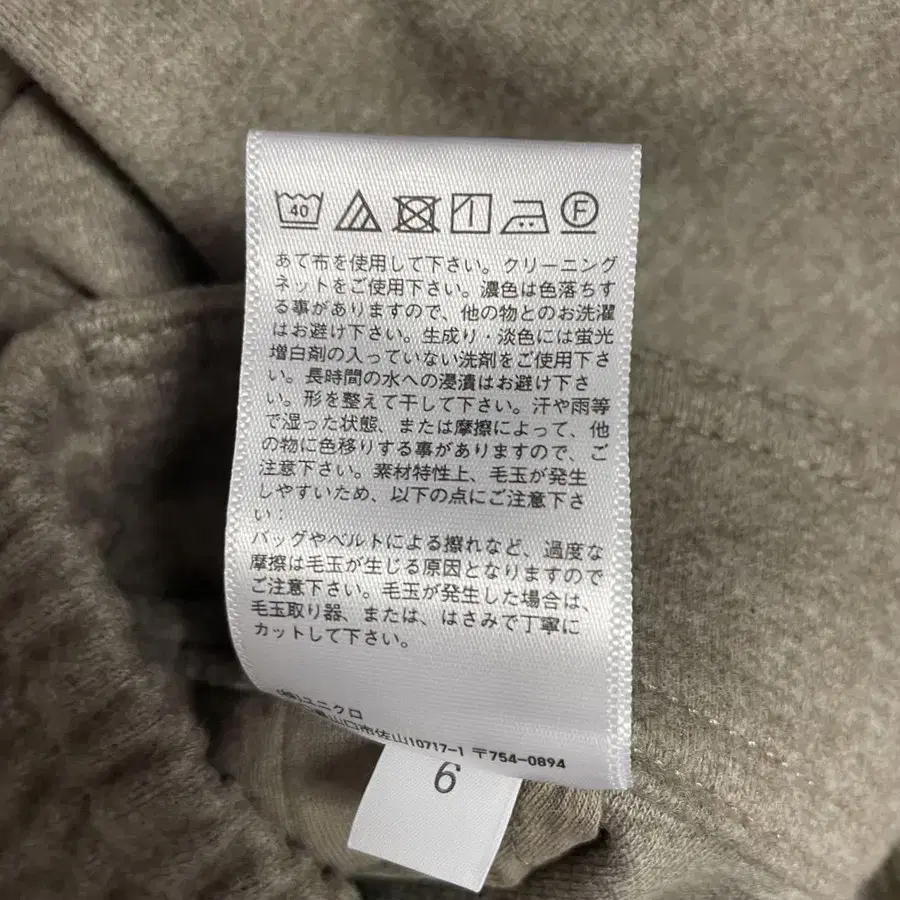 40 F
あて布を使用して下さい。クリーニング
ネットをご使用下さい。濃色は色落ちす
る事がありますので、他の物とのお洗濯
はお避け下さい。生成り・淡色には蛍光
増白剤の入っていない洗剤をご使用下さ
い。長時間の水への浸漬はお避け下さ
い。形を整えて干して下さい。汗や雨等
で湿った状態、または摩擦によって、他
の物に色移りする事がありますので、ご
注意下さい。素材特性上、毛玉が発生
しやすいため、以下の点にご注意下さ
い：
バッグやベルトによる擦れなど、過度な
摩擦は毛玉が生じる原因となりますので
ご注意下さい。毛玉が発生した場合は、
毛玉取り器、または、はさみで丁寧に
カットして下さい。
(株)ユニクロ
山口市佐山10717-1 〒754-0894
6